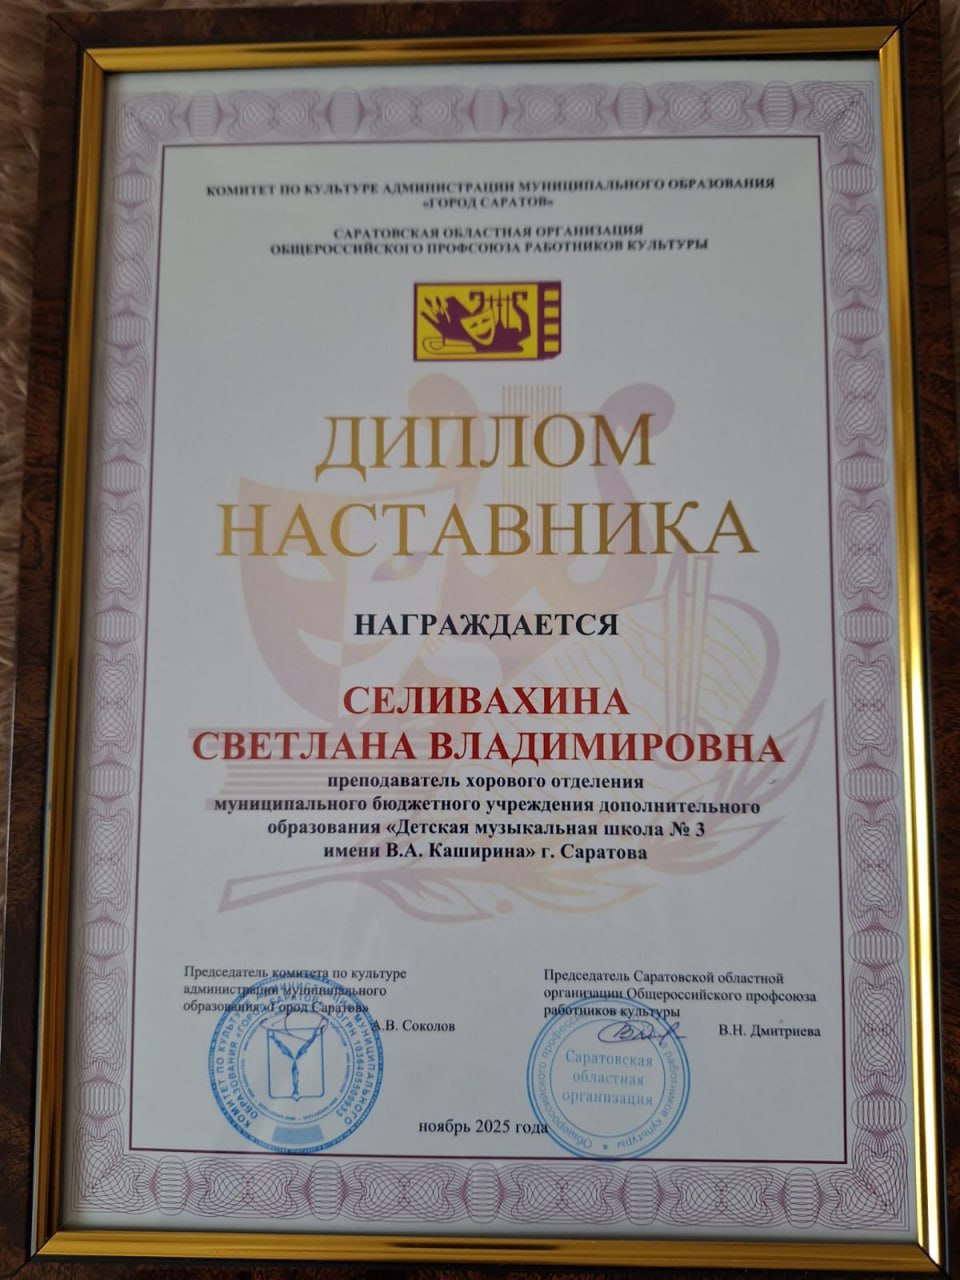 КОМИТЕТ ПО КУЛЬТУРЕ АДМИНИСТРАЦИИ МУНИЦИПАЛЬНОГО ОБРАЗОВАНИЯ
«ГОРОД САРАТОВ»
САРАТОВСКАЯ ОБЛАСТНАЯ ОРГАНИЗАЦИЯ
ОБЩЕРОССИЙСКОГО ПРОФСОЮЗА РАБОТНИКОВ КУЛЬТУРЫ
ДИПЛОМ
НАСТАВНИКА
НАГРАЖДАЕТСЯ
СЕЛИВАХИНА
СВЕТЛАНА ВЛАДИМИРОВНА
преподаватель хорового отделения
муниципального бюджетного учреждения дополнительного
образования «Детская музыкальная школа № 3
имени В.А. Каширина» г. Саратова
Председатель комитета по культуре
администрации муниципального
образования «Город Саратов»
А.В. Соколов
Председатель Саратовской областной
организации Общероссийского профсоюза
работников культуры
В.Н. Дмитриева
Саратовская
областная
организация
ноябрь 2025 года